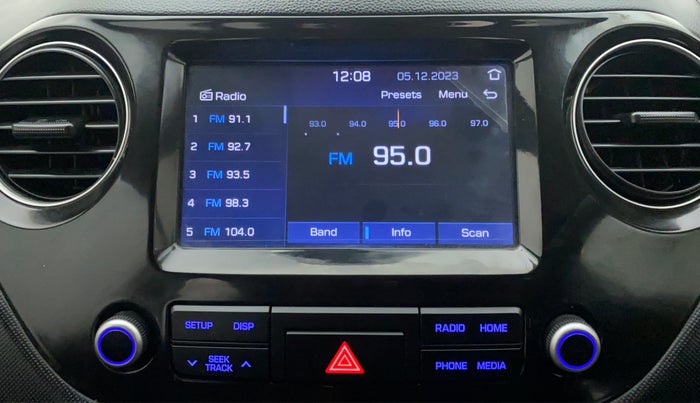 12:08 05.12.2023
Radio Presets Menu
1 FM 91.1
2 FM 92.7
3 FM 93.5
4 FM 98.3
5 FM 104.0
93.0 94.0 95.0 96.0 97.0
FM 95.0
Band Info Scan
SETUP DISP
SEEK
TRACK
RADIO HOME
PHONE MEDIA